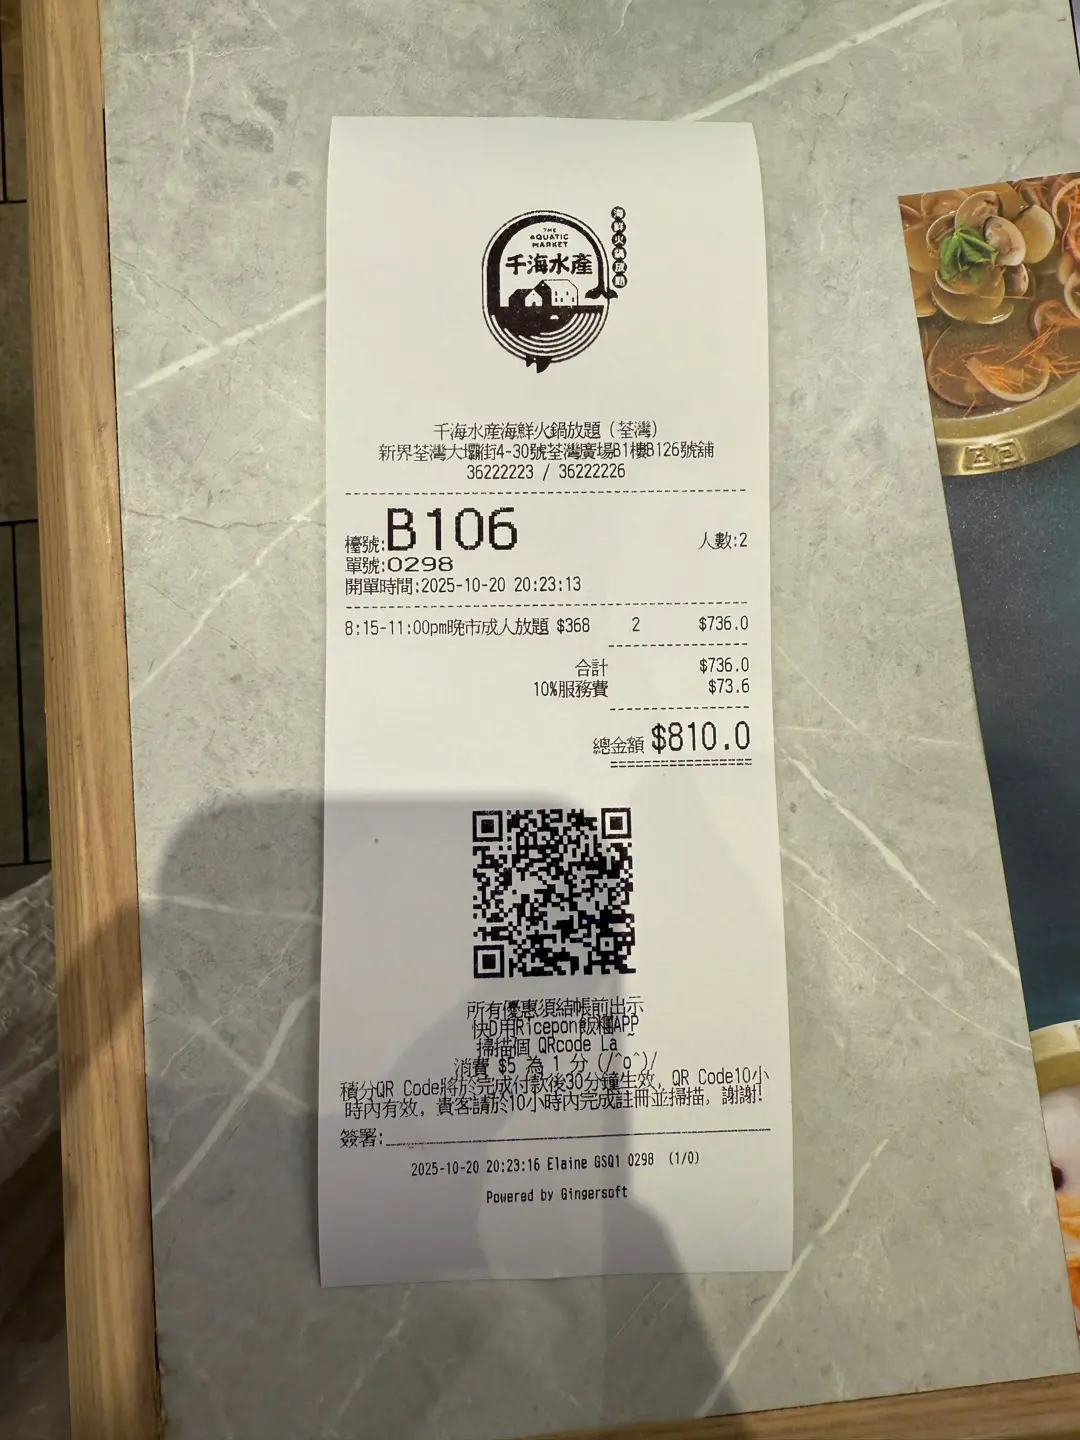 THE
AQUATIC
MARKET
千海水產
海鮮火鍋放題
千海水產海鮮火鍋放題（荃灣）
新界荃灣大壩街4-30號荃灣廣場B1樓B126號舖
36222223 / 36222226
檯號:B106 人數:2
單號:0298
開單時間:2025-10-20 20:23:13
8:15-11:00pm晚市成人放題 $368 2 $736.0
合計 $736.0
10%服務費 $73.6
總金額 $810.0
所有優惠須結帳前出示
快D用Ricepon飯糰APP
掃描個 QRcode La ~
消費 $5 為 1 分 (/^o^)/
積分QR Code將於完成付款後30分鐘生效，QR Code10小
時內有效，貴客請於10小時內完成註冊並掃描，謝謝!
簽署:
2025-10-20 20:23:16 Elaine GSQ1 0298 (1/0)
Powered by Gingersoft